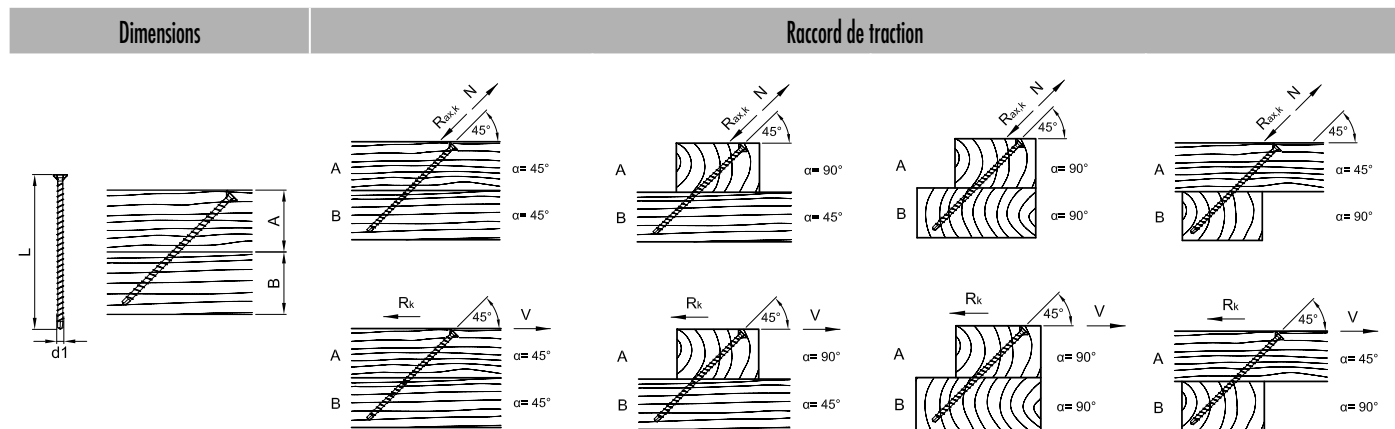 Dimensions
Raccord de traction
L
d1
A
B
Rax,k N
45°
A α= 45°
B α= 45°
Rax,k N
45°
A α= 90°
B α= 45°
Rax,k N
45°
A α= 90°
B α= 90°
Rax,k N
45°
A α= 45°
B α= 90°
Rk 45° V
A α= 45°
B α= 45°
Rk 45° V
A α= 90°
B α= 45°
Rk 45° V
A α= 90°
B α= 90°
Rk 45° V
A α= 45°
B α= 90°